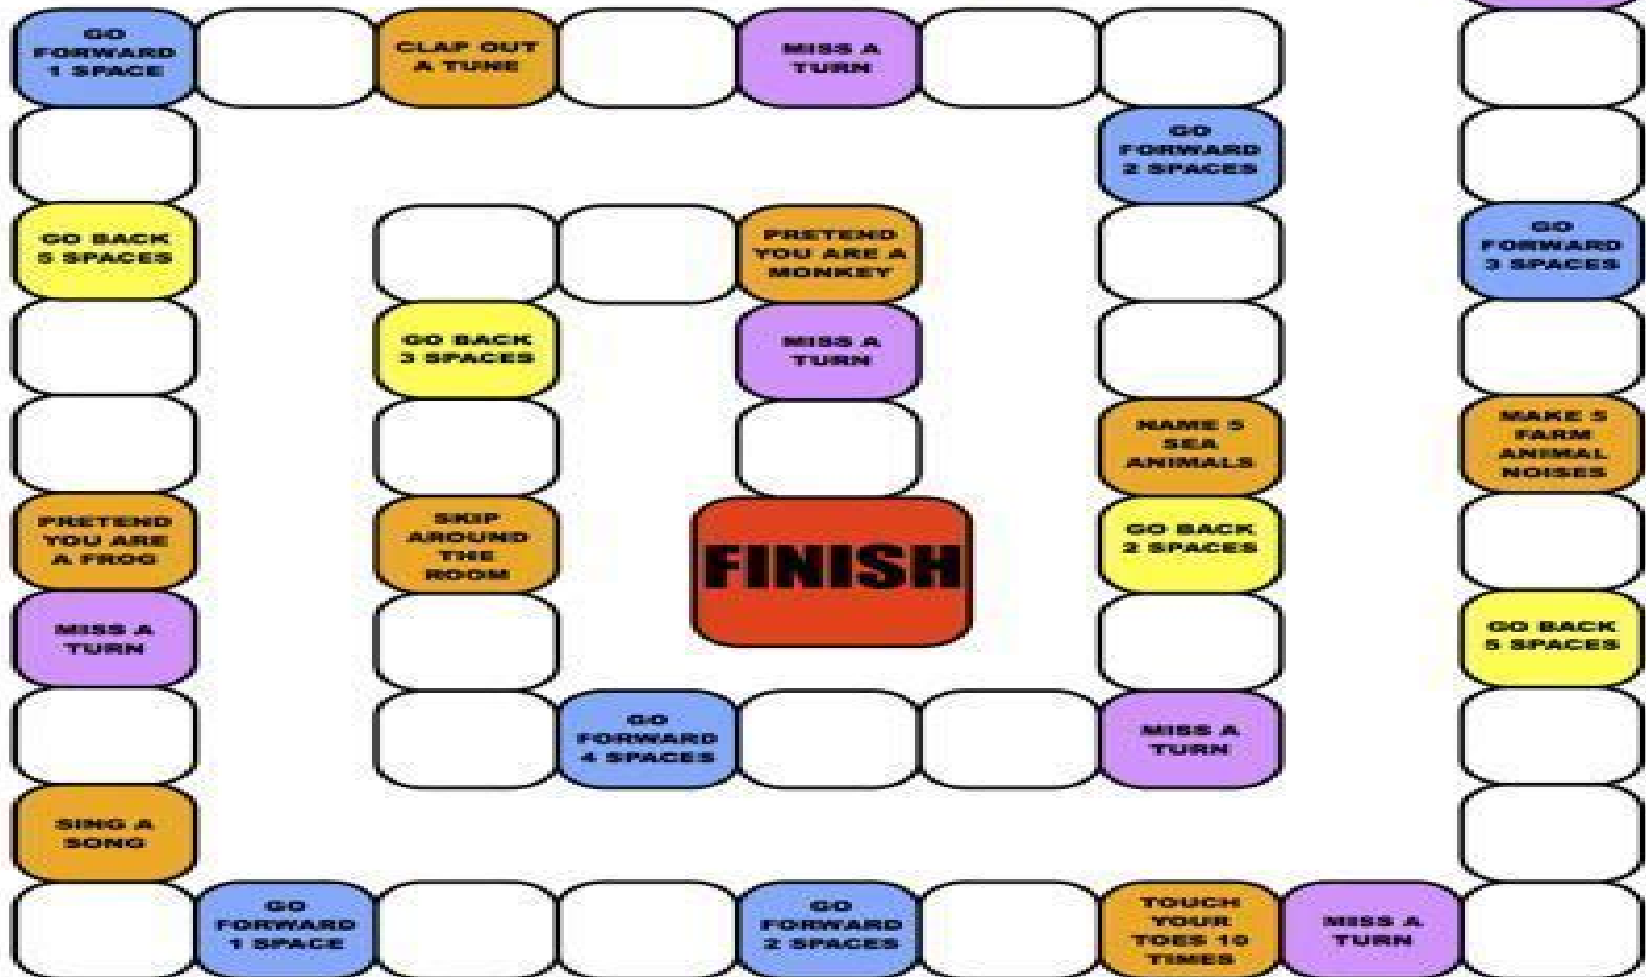 GO
FORWARD
1 SPACE
CLAP OUT
A TUNE
MISS A
TURN
GO
FORWARD
2 SPACES
GO BACK
5 SPACES
PRETEND
YOU ARE A
MONKEY
GO
FORWARD
3 SPACES
GO BACK
3 SPACES
MISS A
TURN
NAME 5
SEA
ANIMALS
MAKE 5
FARM
ANIMAL
NOISES
PRETEND
YOU ARE
A FROG
SKIP
AROUND
THE
ROOM
FINISH
GO BACK
2 SPACES
MISS A
TURN
GO BACK
5 SPACES
GO
FORWARD
4 SPACES
MISS A
TURN
SING A
SONG
GO
FORWARD
1 SPACE
GO
FORWARD
2 SPACES
TOUCH
YOUR
TOES 10
TIMES
MISS A
TURN